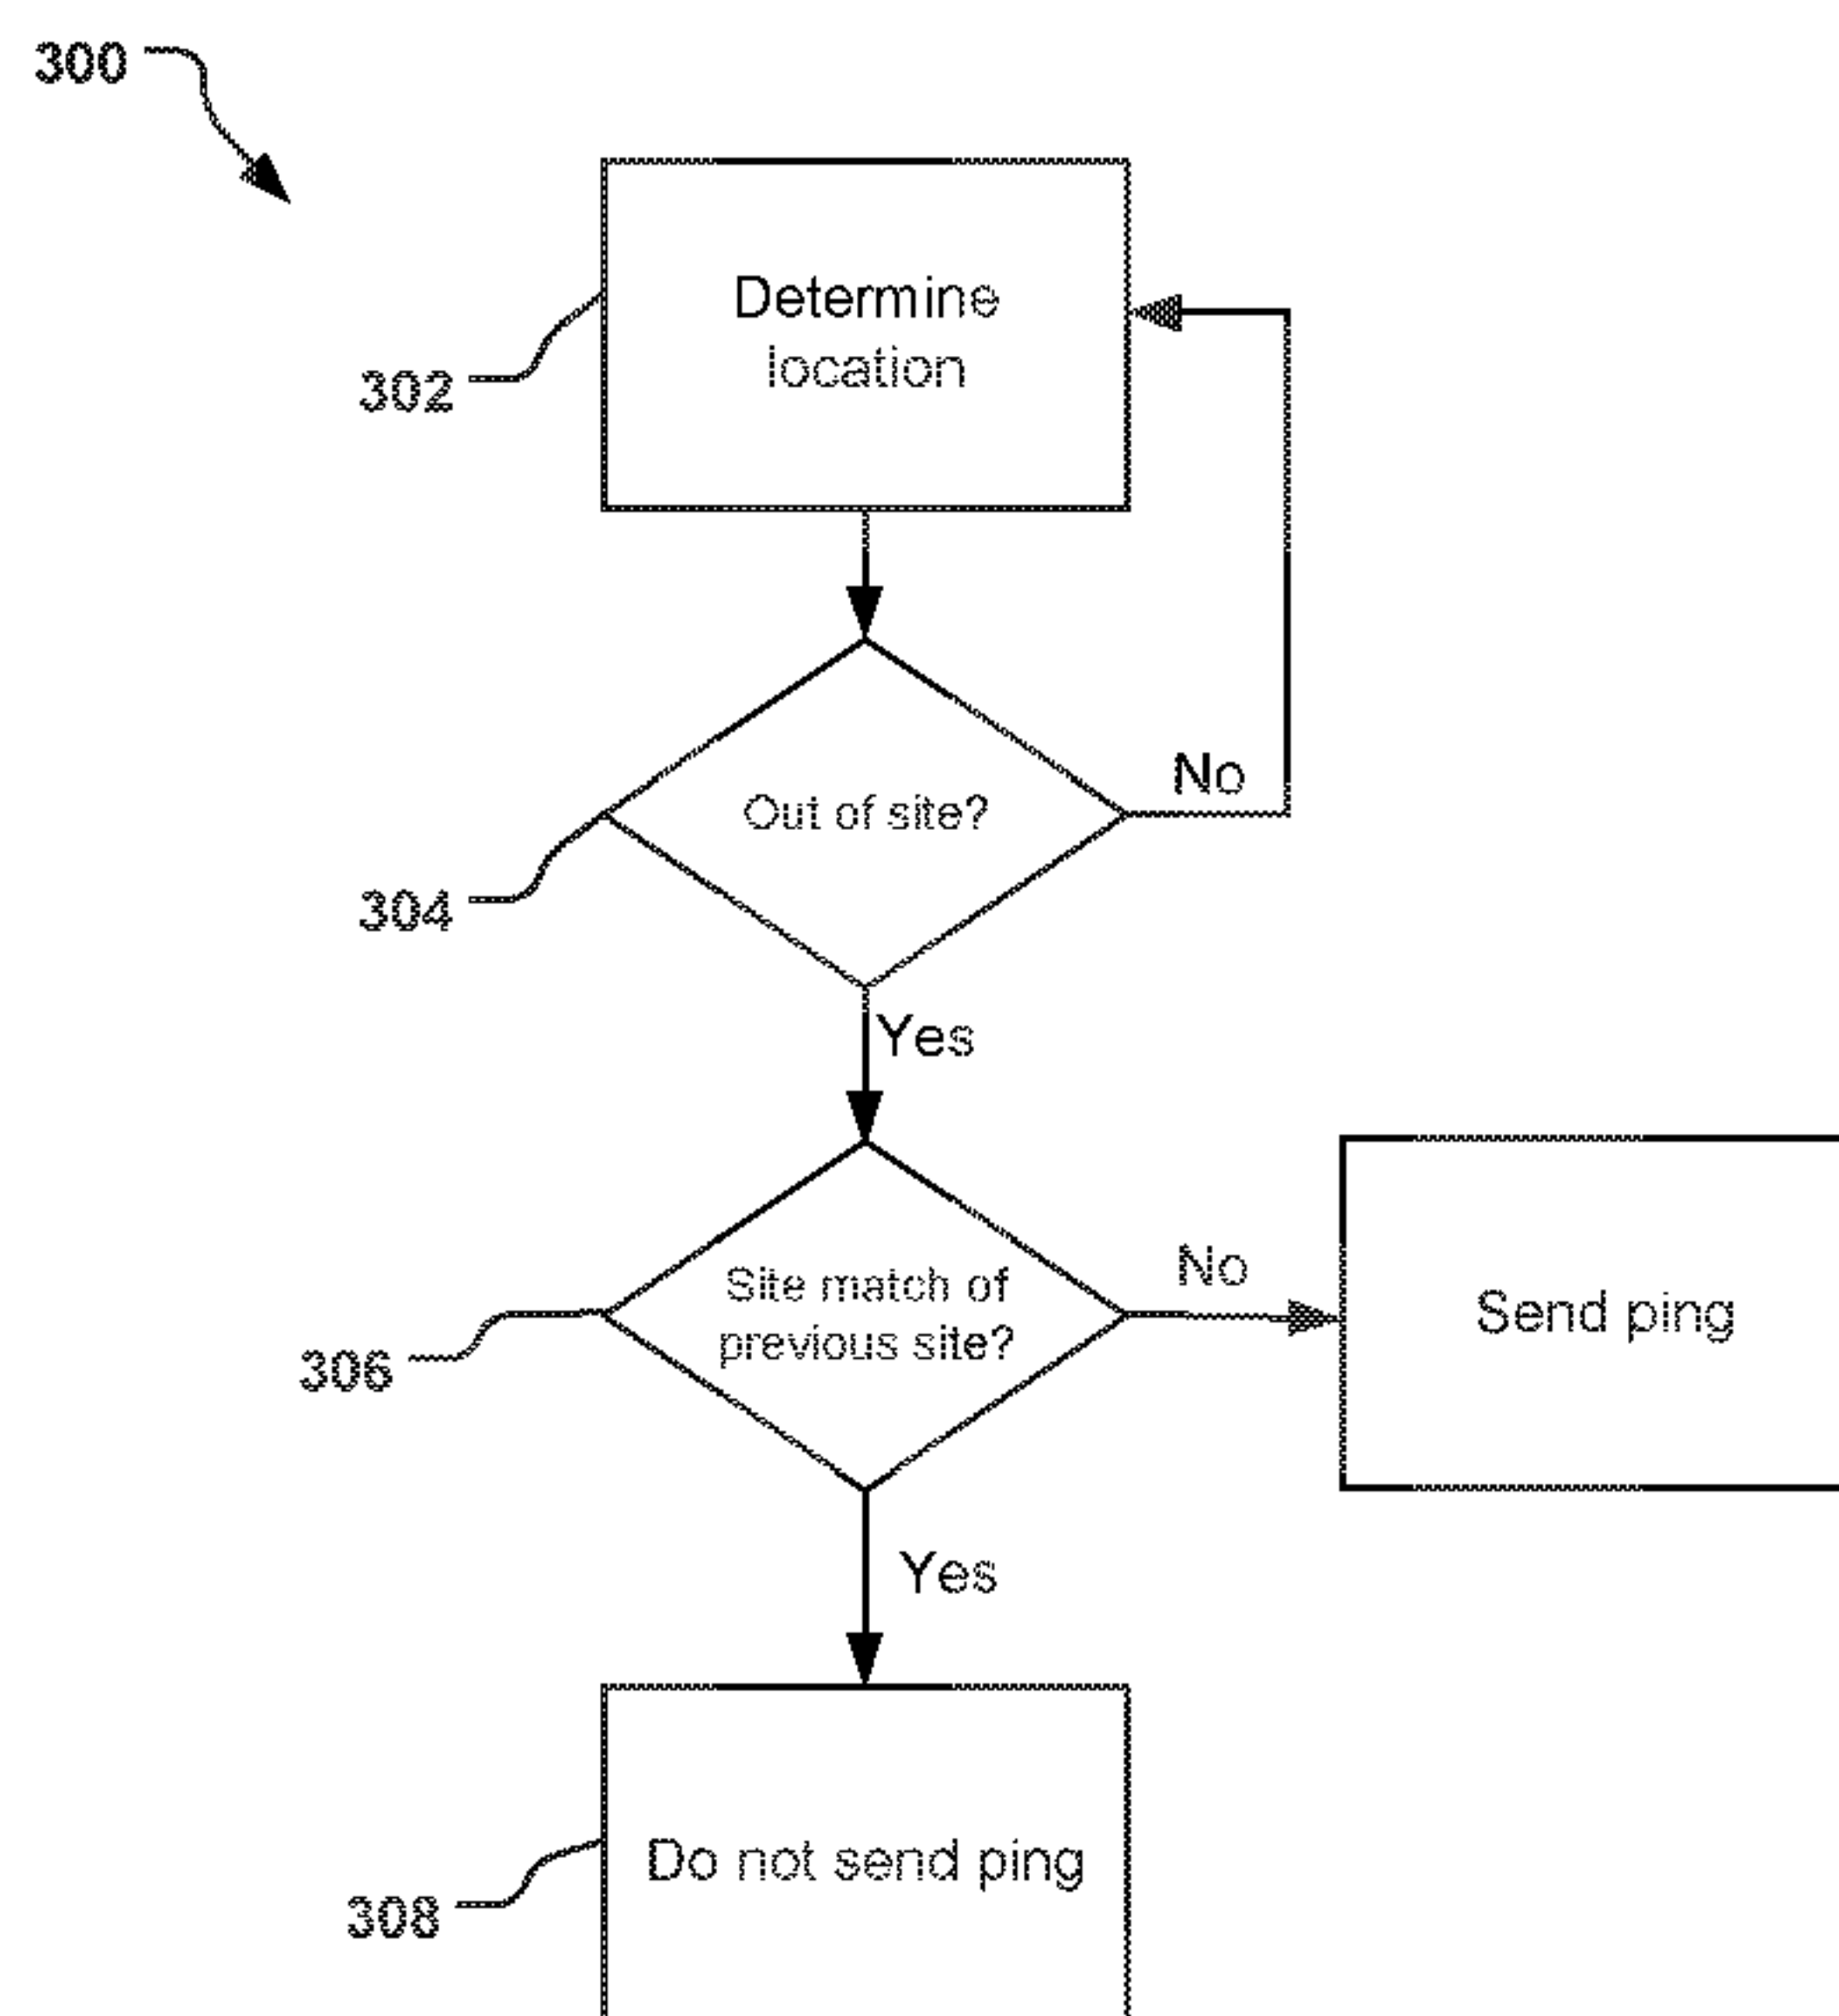 300
Determine
location
302
Out of site?
No
304
Yes
Site match of
previous site?
No
Send ping
306
Yes
Do not send ping
308